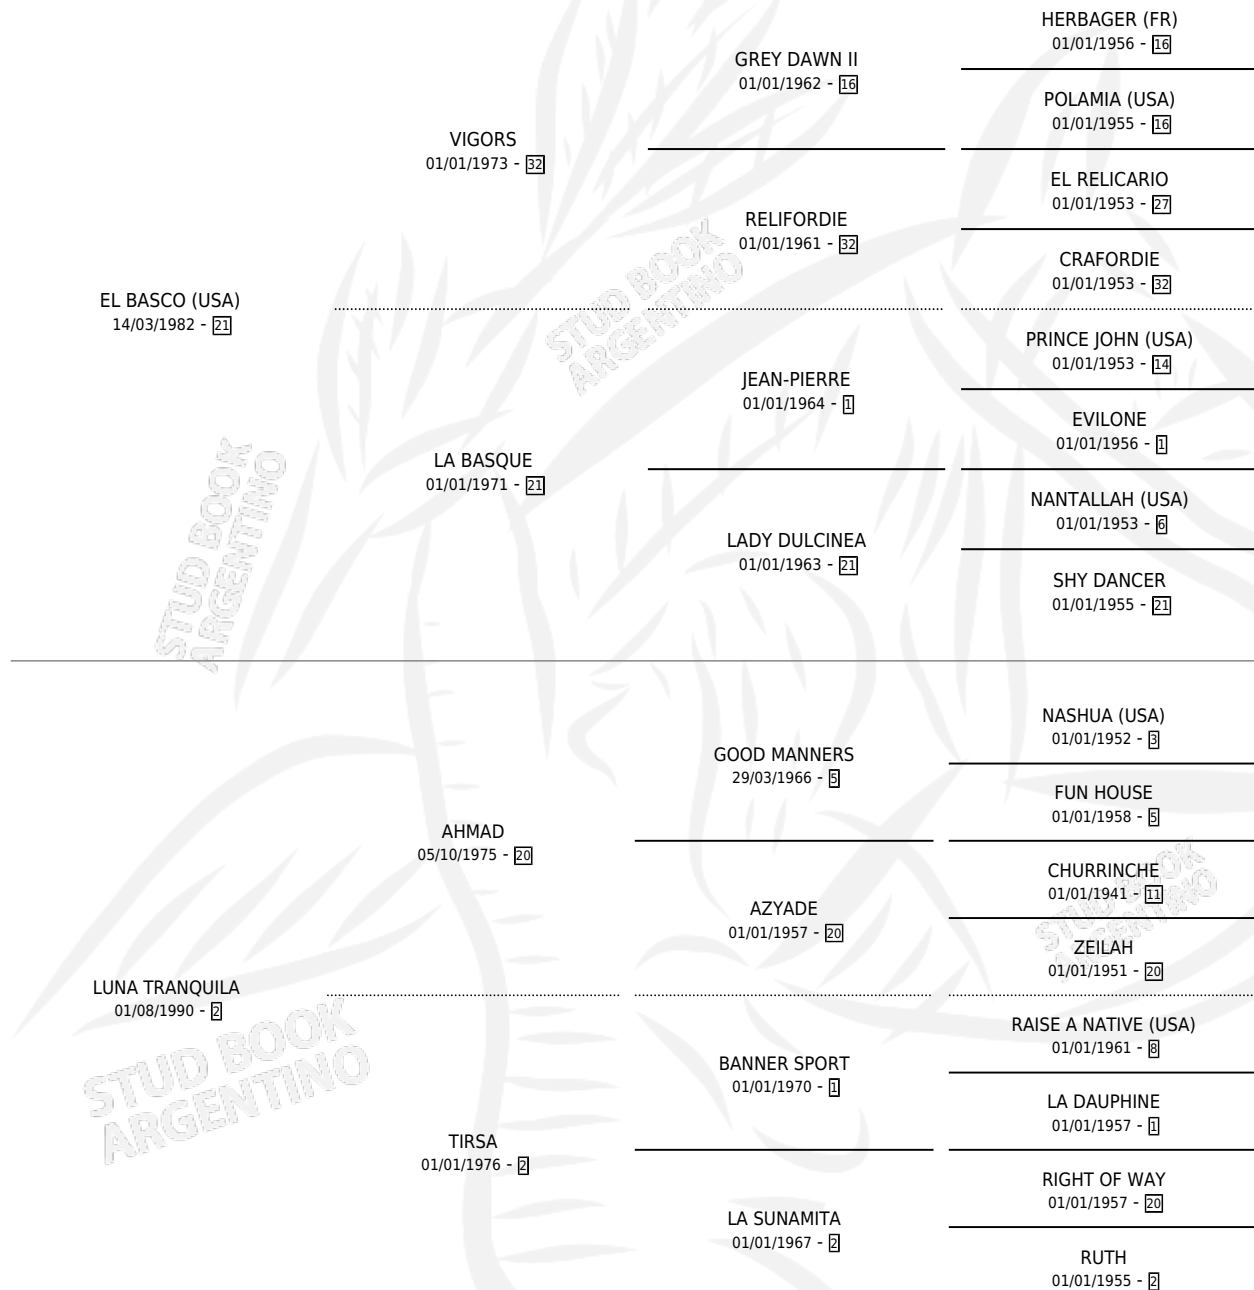 HERBAGER (FR)
01/01/1956 - 16
GREY DAWN II
01/01/1962 - 16
POLAMIA (USA)
01/01/1955 - 16
VIGORS
01/01/1973 - 32
EL RELICARIO
01/01/1953 - 27
RELIFORDIE
01/01/1961 - 32
CRAFORDIE
01/01/1953 - 32
EL BASCO (USA)
14/03/1982 - 21
PRINCE JOHN (USA)
01/01/1953 - 14
JEAN-PIERRE
01/01/1964 - 1
EVILONE
01/01/1956 - 1
LA BASQUE
01/01/1971 - 21
NANTALLAH (USA)
01/01/1953 - 6
LADY DULCINEA
01/01/1963 - 21
SHY DANCER
01/01/1955 - 21
NASHUA (USA)
01/01/1952 - 3
GOOD MANNERS
29/03/1966 - 5
FUN HOUSE
01/01/1958 - 5
AHMAD
05/10/1975 - 20
CHURRINCHE
01/01/1941 - 11
AZYADE
01/01/1957 - 20
ZEILAH
01/01/1951 - 20
LUNA TRANQUILA
01/08/1990 - 2
RAISE A NATIVE (USA)
01/01/1961 - 8
BANNER SPORT
01/01/1970 - 1
LA DAUPHINE
01/01/1957 - 1
TIRSA
01/01/1976 - 2
RIGHT OF WAY
01/01/1957 - 20
LA SUNAMITA
01/01/1967 - 2
RUTH
01/01/1955 - 2
STUD BOOK
ARGENTINO
STUD BOOK
ARGENTINO
STUD BOOK
ARGENTINO
STUD BOOK
ARGENTINO